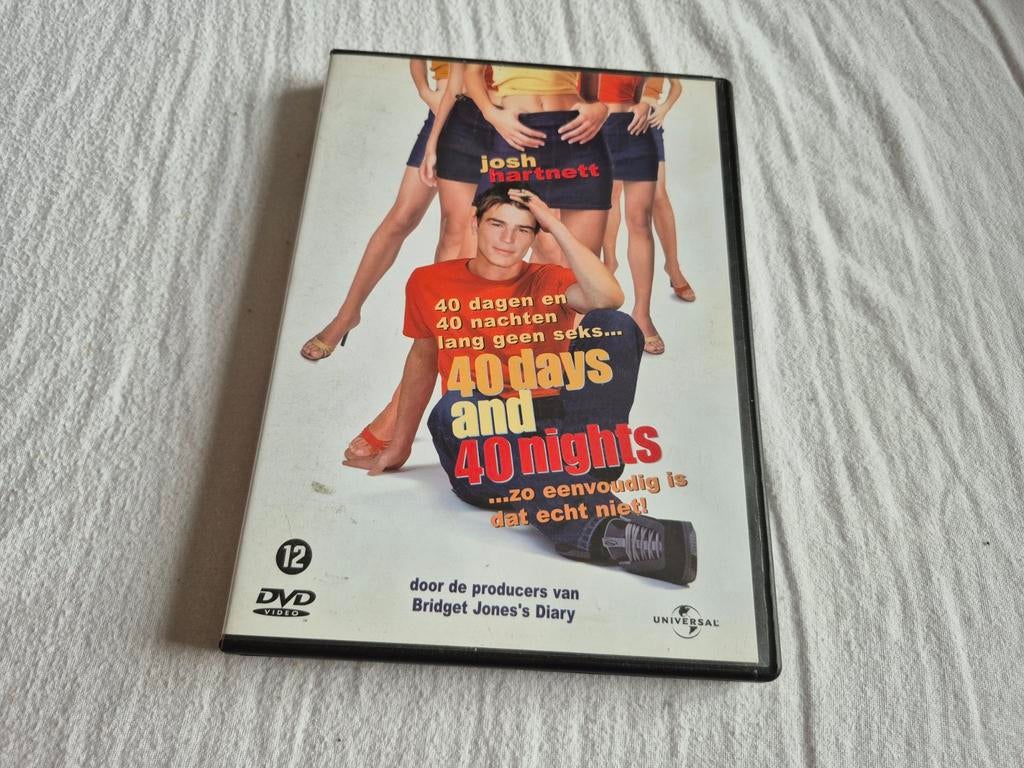 josh
hartnett
40 dagen en
40 nachten
lang geen seks...
40 days
and
40 nights
...zo eenvoudig is
dat echt niet!
12
DVD
VIDEO
door de producers van
Bridget Jones's Diary
UNIVERSAL